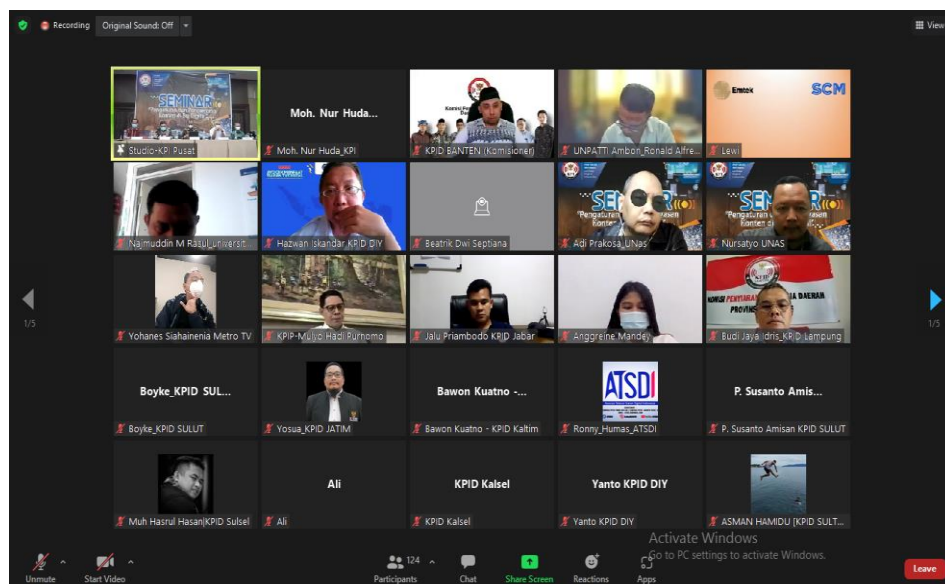 Recording
Original Sound: Off
View
SEMINAR
Studio-KPI Pusat
Moh. Nur Huda...
Moh. Nur Huda_KPI
KPID BANTEN (Komisioner)
UNPATTI Ambon_Ronald Alfre...
Emtek
SCM
Lewi
Najmuddin M Rasul_universit...
Hazwan Iskandar KPID DIY
Beatrik Dwi Septiana
Adi Prakosa_UNas
Nursatyo UNAS
Yohanes Siahainenia Metro TV
KPIP-Mulyo Hadi Purnomo
Jalu Priambodo KPID Jabar
Anggreine Mandey
Budi Jaya Idris_KPID Lampung
Boyke_KPID SUL...
Boyke_KPID SULUT
Yosua_KPID JATIM
Bawon Kuatno -...
Bawon Kuatno - KPID Kaltim
ATSDI
Ronny_Humas_ATSDI
P. Susanto Amis...
P. Susanto Amisan KPID SULUT
Muh Hasrul Hasan|KPID Sulsel
Ali
Ali
KPID Kalsel
KPID Kalsel
Yanto KPID DIY
Yanto KPID DIY
ASMAN HAMIDU [KPID SULT...
1/5
1/5
Activate Windows
Go to PC settings to activate Windows.
Unmute
Start Video
124
Participants
Chat
Share Screen
Reactions
Apps
Leave